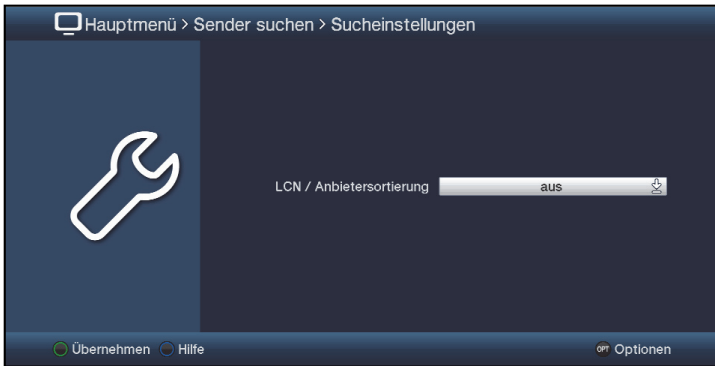 Hauptmenü > Sender suchen > Sucheinstellungen
LCN / Anbietersortierung aus
Übernehmen Hilfe OPT Optionen